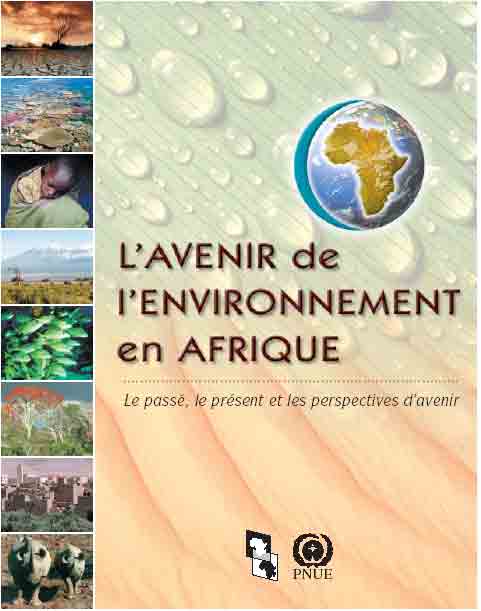 L'AVENIR de
l'ENVIRONNEMENT
en AFRIQUE
Le passé, le présent et les perspectives d'avenir
PNUE